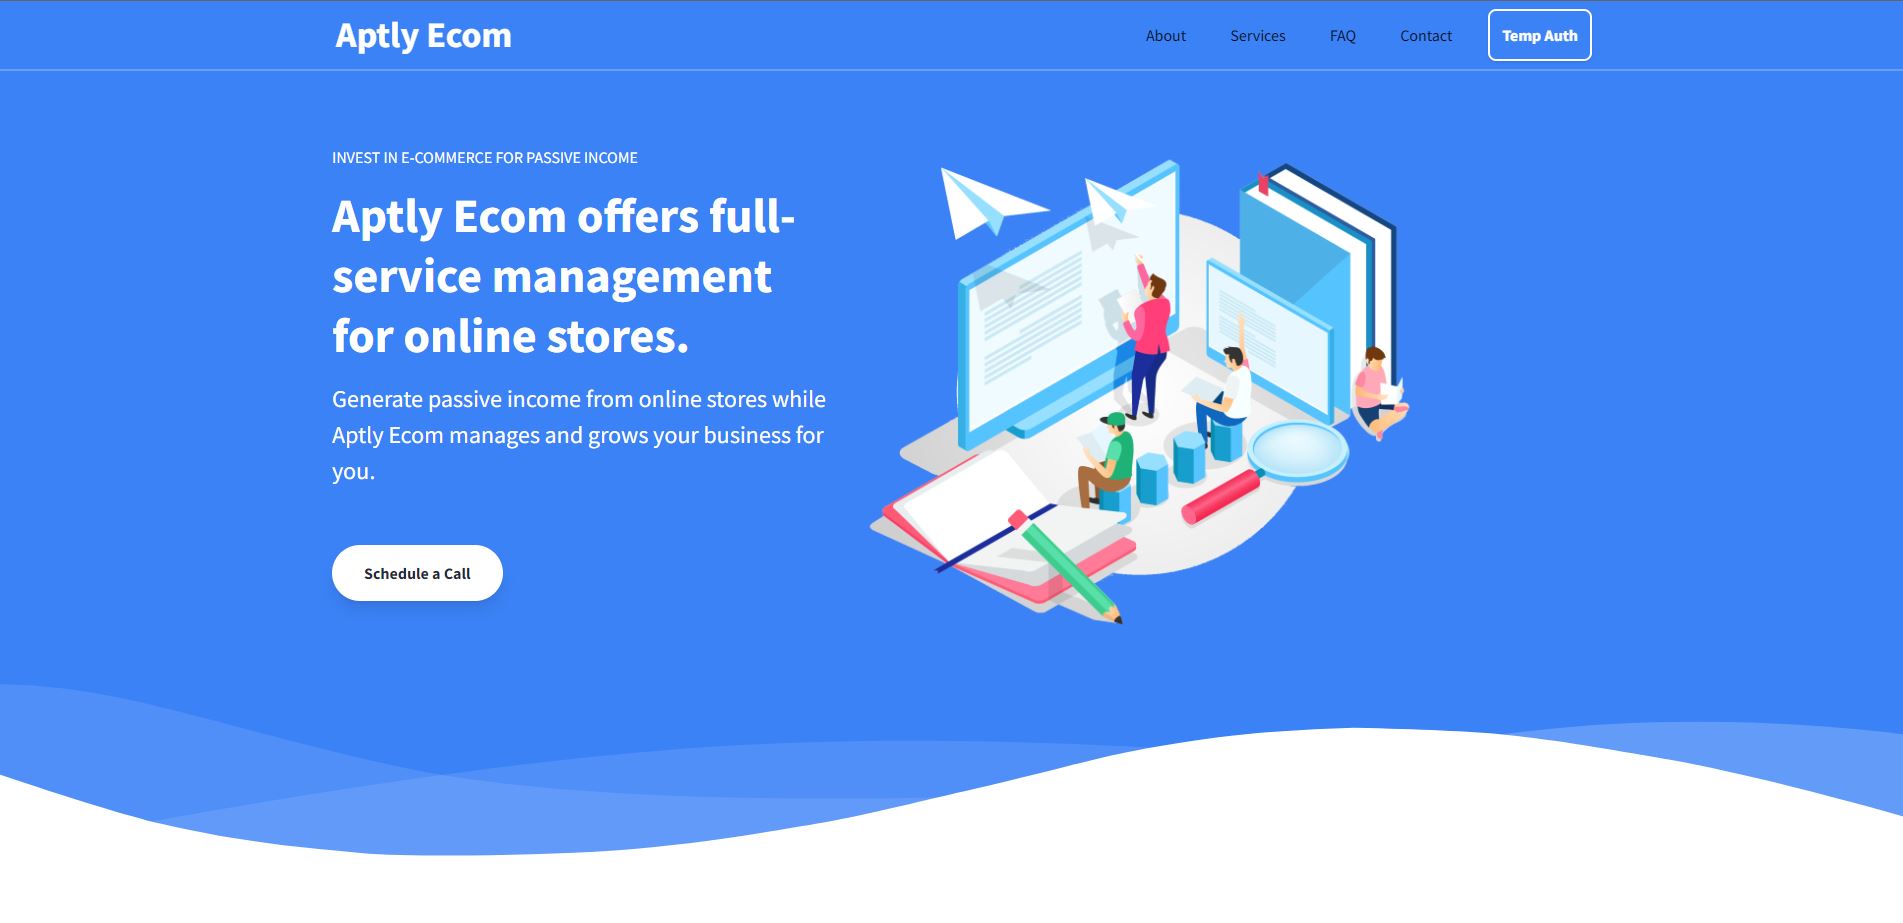 Aptly Ecom
About
Services
FAQ
Contact
Temp Auth
INVEST IN E-COMMERCE FOR PASSIVE INCOME
Aptly Ecom offers full-
service management
for online stores.
Generate passive income from online stores while
Aptly Ecom manages and grows your business for
you.
Schedule a Call